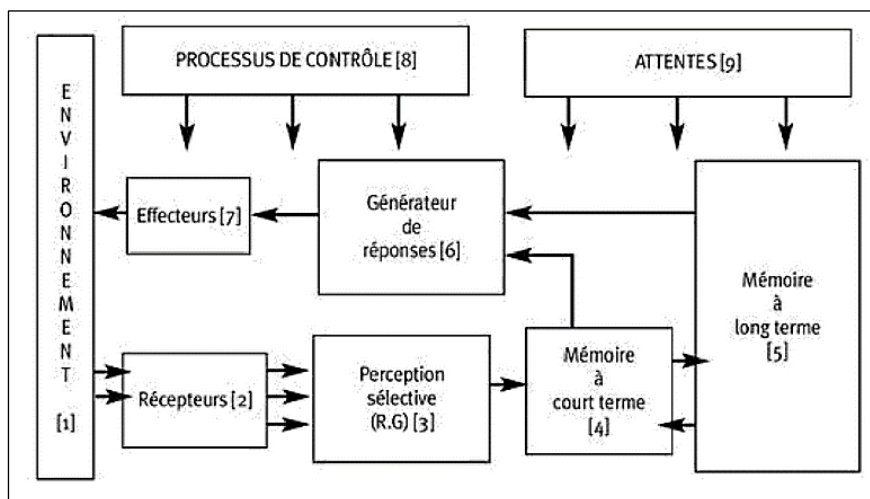 ENVIRONNEMENT
[1]
PROCESSUS DE CONTRÔLE [8]
ATTENTES [9]
Effecteurs [7]
Générateur
de
réponses [6]
Mémoire
à
long terme
[5]
Récepteurs [2]
Perception
sélective
(R.G) [3]
Mémoire
à
court terme
[4]